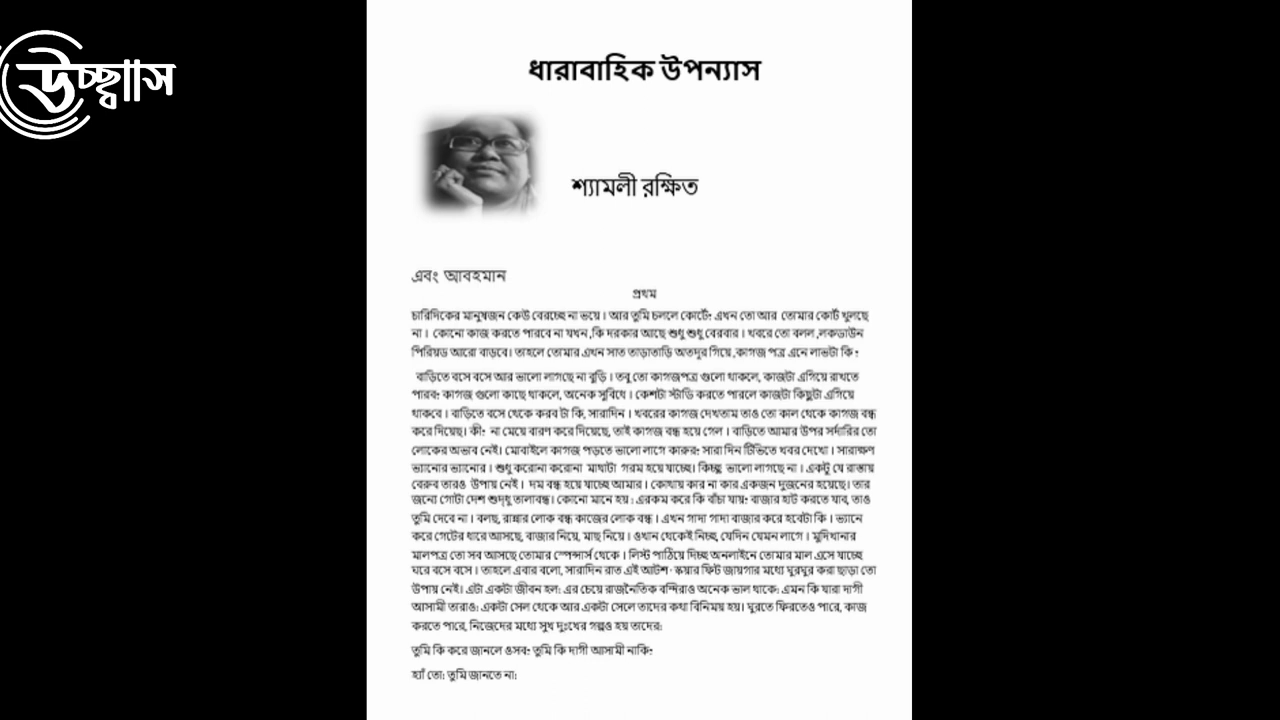 উচ্ছ্বাস
ধারাবাহিক উপন্যাস
শ্যামলী রক্ষিত
এবং আবহমান
প্রথম
চারিদিকের মানুষজন কেউ বেরচ্ছে না ভয়ে । আর তুমি চললে কোর্টে? এখন তো আর তোমার কোর্ট খুলছে
না । কোনো কাজ করতে পারবে না যখন ,কি দরকার আছে শুধু শুধু বেরবার । খবরে তো বলল ,লকডাউন
পিরিয়ড আরো বাড়বে। তাহলে তোমার এখন সাত তাড়াতাড়ি অতদূর গিয়ে ,কাগজ পত্র এনে লাভটা কি ?
বাড়িতে বসে বসে আর ভালো লাগছে না বুড়ি । তবু তো কাগজপত্র গুলো থাকলে, কাজটা এগিয়ে রাখতে
পারব? কাগজ গুলো কাছে থাকলে, অনেক সুবিধে । কেশটা স্টাডি করতে পারলে কাজটা কিছুটা এগিয়ে
থাকবে । বাড়িতে বসে থেকে করব টা কি, সারাদিন । খবরের কাগজ দেখতাম তাও তো কাল থেকে কাগজ বন্ধ
করে দিয়েছ। কী? না মেয়ে বারণ করে দিয়েছে, তাই কাগজ বন্ধ হয়ে গেল । বাড়িতে আমার উপর সর্দারির তো
লোকের অভাব নেই। মোবাইলে কাগজ পড়তে ভালো লাগে কারুর? সারা দিন টিভিতে খবর দেখো । সারাক্ষণ
ভ্যানোর ভ্যানোর । শুধু করোনা করোনা মাথাটা গরম হয়ে যাচ্ছে। কিচ্ছু ভালো লাগছে না । একটু যে রাস্তায়
বেরুব তারও উপায় নেই । দম বন্ধ হয়ে যাচ্ছে আমার । কোথায় কার না কার একজন দুজনের হয়েছে। তার
জন্যে গোটা দেশ শুদ্ধু তালাবন্ধ। কোনো মানে হয় ? এরকম করে কি বাঁচা যায়? বাজার হাট করতে যাব, তাও
তুমি দেবে না । বলছ, রান্নার লোক বন্ধ কাজের লোক বন্ধ । এখন গাদা গাদা বাজার করে হবেটা কি । ভ্যানে
করে গেটের ধারে আসছে, বাজার নিয়ে, মাছ নিয়ে । ওখান থেকেই নিচ্ছ, যেদিন যেমন লাগে । মুদিখানার
মালপত্র তো সব আসছে তোমার স্পেন্সার্স থেকে । লিস্ট পাঠিয়ে দিচ্ছ অনলাইনে তোমার মাল এসে যাচ্ছে
ঘরে বসে বসে । তাহলে এবার বলো, সারাদিন রাত এই আটশ' স্কয়ার ফিট জায়গার মধ্যে ঘুরঘুর করা ছাড়া তো
উপায় নেই। এটা একটা জীবন হল? এর চেয়ে রাজনৈতিক বন্দিরাও অনেক ভাল থাকে? এমন কি যারা দাগী
আসামী তারাও? একটা সেল থেকে আর একটা সেলে তাদের কথা বিনিময় হয়। ঘুরতে ফিরতেও পারে, কাজ
করতে পারে, নিজেদের মধ্যে সুখ দুঃখের গল্পও হয় তাদের?
তুমি কি করে জানলে ওসব? তুমি কি দাগী আসামী নাকি?
হ্যাঁ তো? তুমি জানতে না?